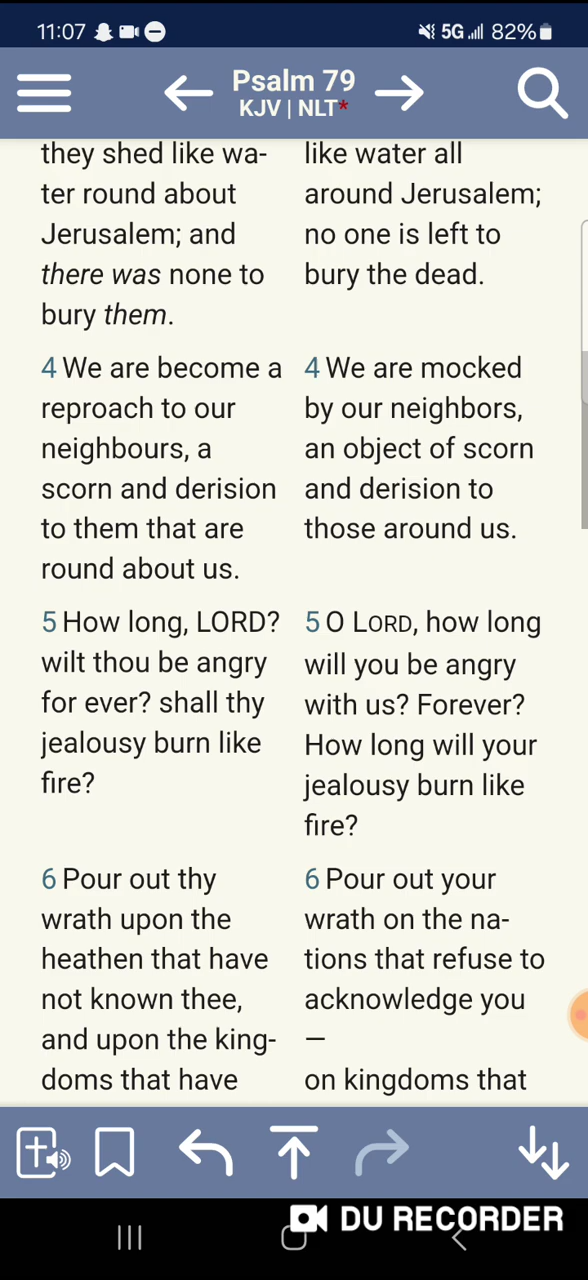 11:07 5G 82%
Psalm 79
KJV | NLT*
they shed like wa-
ter round about
Jerusalem; and
there was none to
bury them.
4 We are become a
reproach to our
neighbours, a
scorn and derision
to them that are
round about us.
5 How long, LORD?
wilt thou be angry
for ever? shall thy
jealousy burn like
fire?
6 Pour out thy
wrath upon the
heathen that have
not known thee,
and upon the king-
doms that have
like water all
around Jerusalem;
no one is left to
bury the dead.
4 We are mocked
by our neighbors,
an object of scorn
and derision to
those around us.
5 O LORD, how long
will you be angry
with us? Forever?
How long will your
jealousy burn like
fire?
6 Pour out your
wrath on the na-
tions that refuse to
acknowledge you
—
on kingdoms that
DU RECORDER